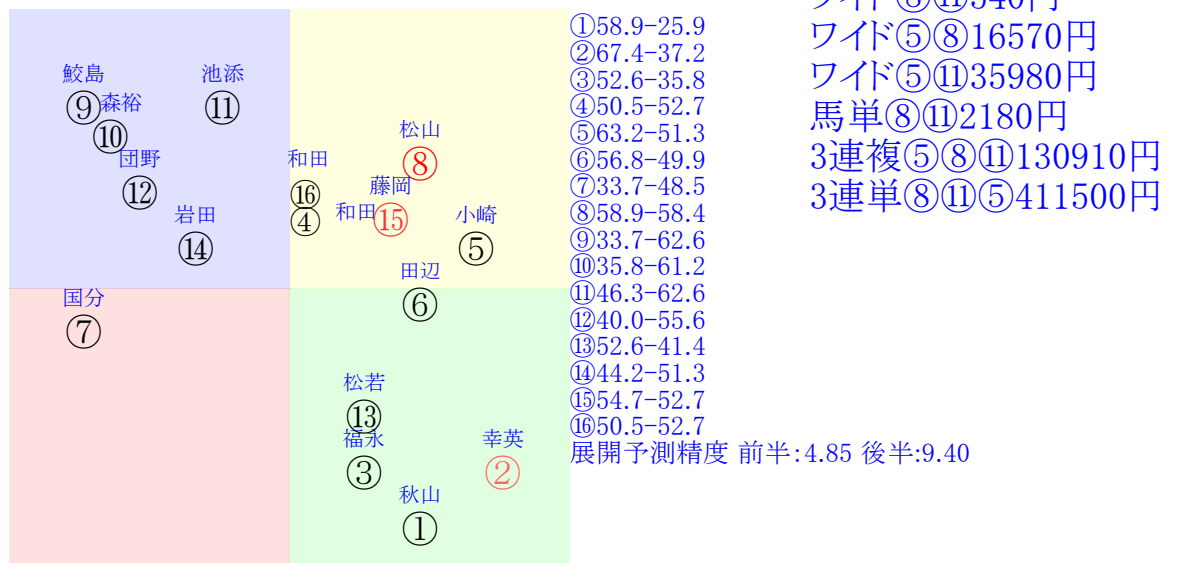 鮫島
池添
⑨
森裕
⑪
⑩
団野
⑫
岩田
⑭
松山
和田
⑧
⑯
藤岡
④
和田
⑮
小崎
⑤
田辺
⑥
国分
⑦
松若
⑬
福永
幸英
③
②
秋山
①
①58.9-25.9
②67.4-37.2
③52.6-35.8
④50.5-52.7
⑤63.2-51.3
⑥56.8-49.9
⑦33.7-48.5
⑧58.9-58.4
⑨33.7-62.6
⑩35.8-61.2
⑪46.3-62.6
⑫40.0-55.6
⑬52.6-41.4
⑭44.2-51.3
⑮54.7-52.7
⑯50.5-52.7
展開予測精度 前半:4.85 後半:9.40
ワイド⑧⑪540円
ワイド⑤⑧16570円
ワイド⑤⑪35980円
馬単⑧⑪2180円
3連複⑤⑧⑪130910円
3連単⑧⑪⑤411500円